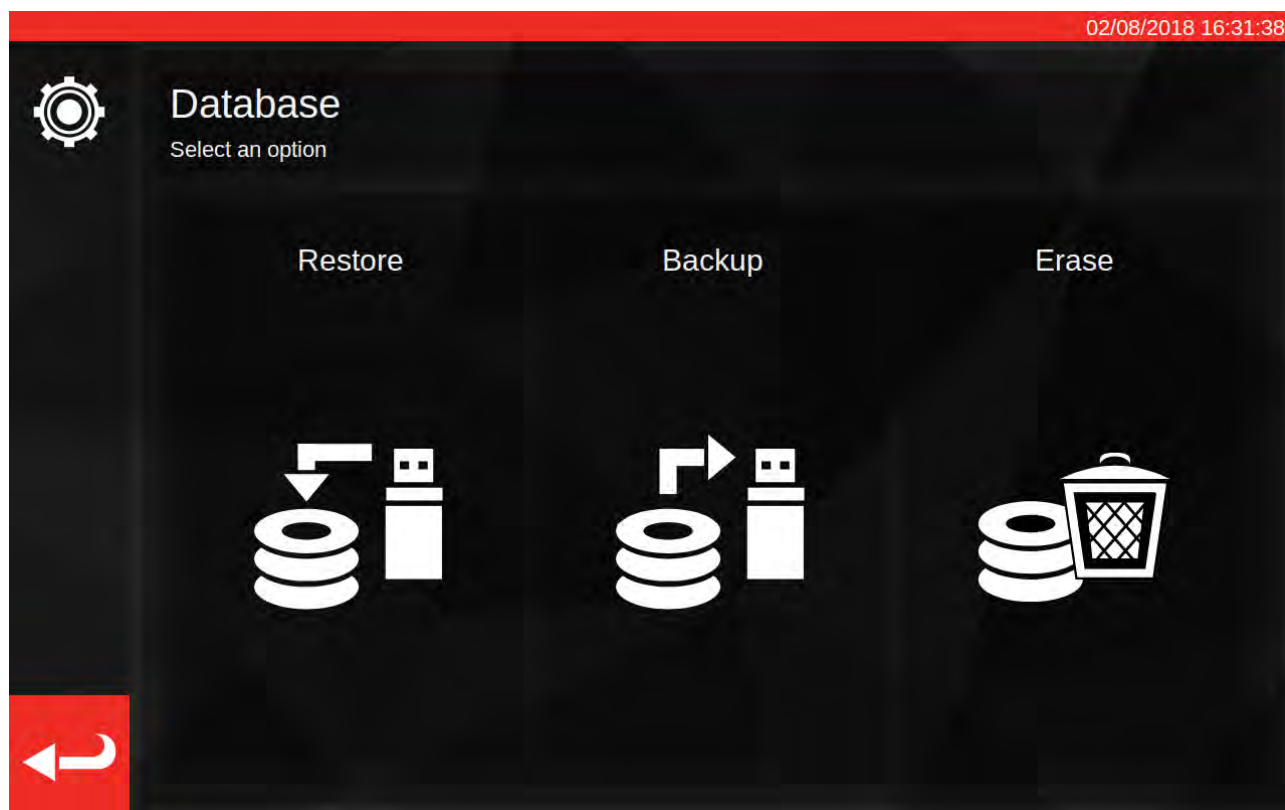 02/08/2018 16:31:38
Database
Select an option
Restore
Backup
Erase